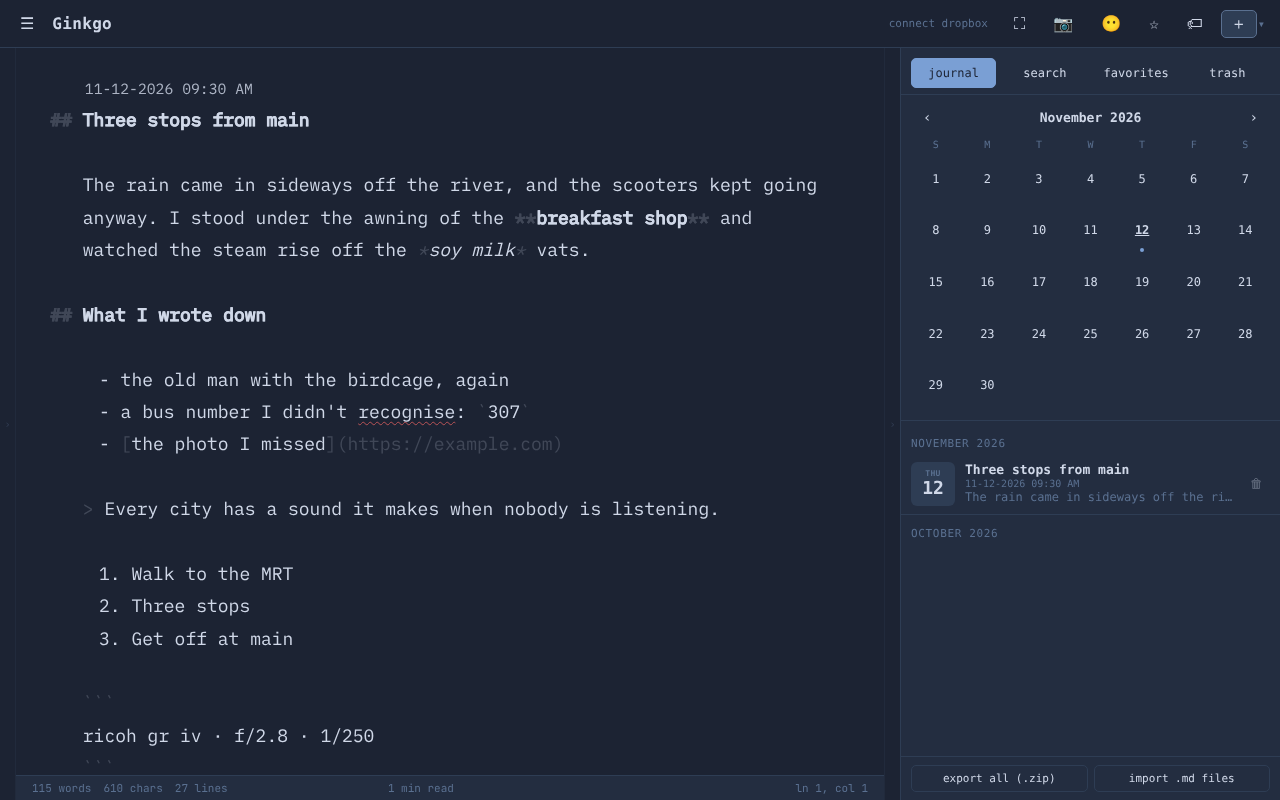 ☰ Ginkgo
connect dropbox
+
11-12-2026 09:30 AM
## Three stops from main
The rain came in sideways off the river, and the scooters kept going
anyway. I stood under the awning of the **breakfast shop** and
watched the steam rise off the *soy milk* vats.
## What I wrote down
- the old man with the birdcage, again
- a bus number I didn't recognise: `307`
- [the photo I missed](https://example.com)
> Every city has a sound it makes when nobody is listening.
1. Walk to the MRT
2. Three stops
3. Get off at main
```
ricoh gr iv · f/2.8 · 1/250
```
115 words 610 chars 27 lines 1 min read ln 1, col 1
journal search favorites trash
‹ November 2026 ›
S M T W T F S
1 2 3 4 5 6 7
8 9 10 11 12 13 14
15 16 17 18 19 20 21
22 23 24 25 26 27 28
29 30
NOVEMBER 2026
THU
12
Three stops from main
11-12-2026 09:30 AM
The rain came in sideways off the ri…
OCTOBER 2026
export all (.zip) import .md files